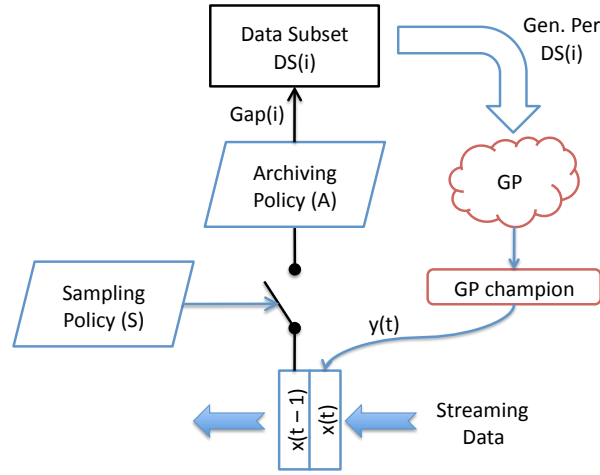 Data Subset
DS(i)
Gen. Per
DS(i)
Gap(i)
Archiving
Policy (A)
GP
Sampling
Policy (S)
GP champion
y(t)
x(t − 1)
x(t)
Streaming
Data